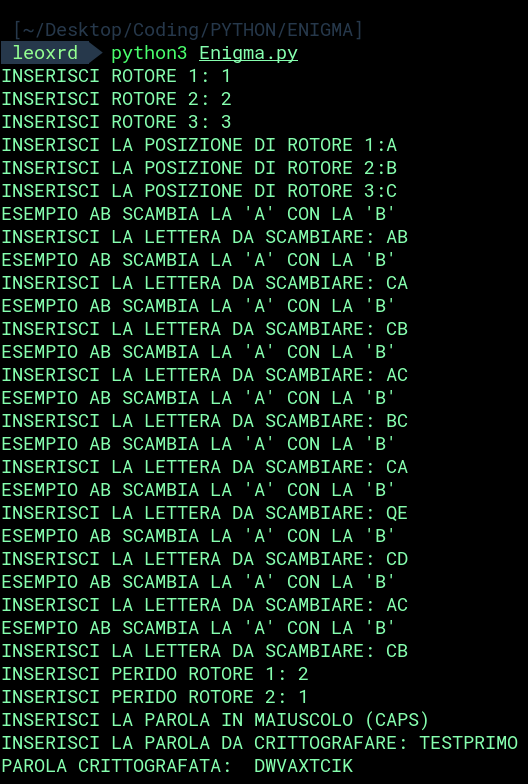 [~/Desktop/Coding/PYTHON/ENIGMA]
leoxrd python3 Enigma.py
INSERISCI ROTORE 1: 1
INSERISCI ROTORE 2: 2
INSERISCI ROTORE 3: 3
INSERISCI LA POSIZIONE DI ROTORE 1:A
INSERISCI LA POSIZIONE DI ROTORE 2:B
INSERISCI LA POSIZIONE DI ROTORE 3:C
ESEMPIO AB SCAMBIA LA 'A' CON LA 'B'
INSERISCI LA LETTERA DA SCAMBIARE: AB
ESEMPIO AB SCAMBIA LA 'A' CON LA 'B'
INSERISCI LA LETTERA DA SCAMBIARE: CA
ESEMPIO AB SCAMBIA LA 'A' CON LA 'B'
INSERISCI LA LETTERA DA SCAMBIARE: CB
ESEMPIO AB SCAMBIA LA 'A' CON LA 'B'
INSERISCI LA LETTERA DA SCAMBIARE: AC
ESEMPIO AB SCAMBIA LA 'A' CON LA 'B'
INSERISCI LA LETTERA DA SCAMBIARE: BC
ESEMPIO AB SCAMBIA LA 'A' CON LA 'B'
INSERISCI LA LETTERA DA SCAMBIARE: CA
ESEMPIO AB SCAMBIA LA 'A' CON LA 'B'
INSERISCI LA LETTERA DA SCAMBIARE: QE
ESEMPIO AB SCAMBIA LA 'A' CON LA 'B'
INSERISCI LA LETTERA DA SCAMBIARE: CD
ESEMPIO AB SCAMBIA LA 'A' CON LA 'B'
INSERISCI LA LETTERA DA SCAMBIARE: AC
ESEMPIO AB SCAMBIA LA 'A' CON LA 'B'
INSERISCI LA LETTERA DA SCAMBIARE: CB
INSERISCI PERIDO ROTORE 1: 2
INSERISCI PERIDO ROTORE 2: 1
INSERISCI LA PAROLA IN MAIUSCOLO (CAPS)
INSERISCI LA PAROLA DA CRITTOGRAFARE: TESTPRIMO
PAROLA CRITTOGRAFATA:  DWVAXTCIK